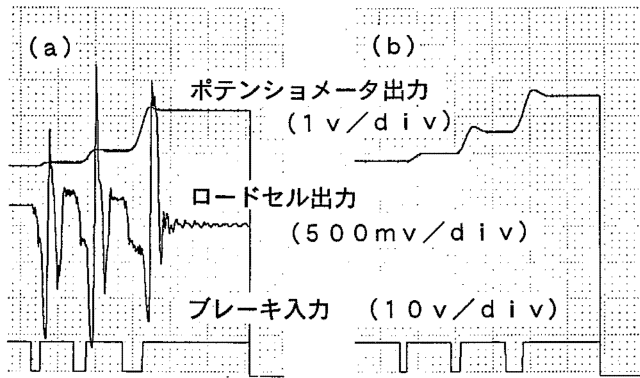 (a)
(b)
ポテンショメータ出力
(1v/div)
ロードセル出力
(500mv/div)
ブレーキ入力 (10v/div)